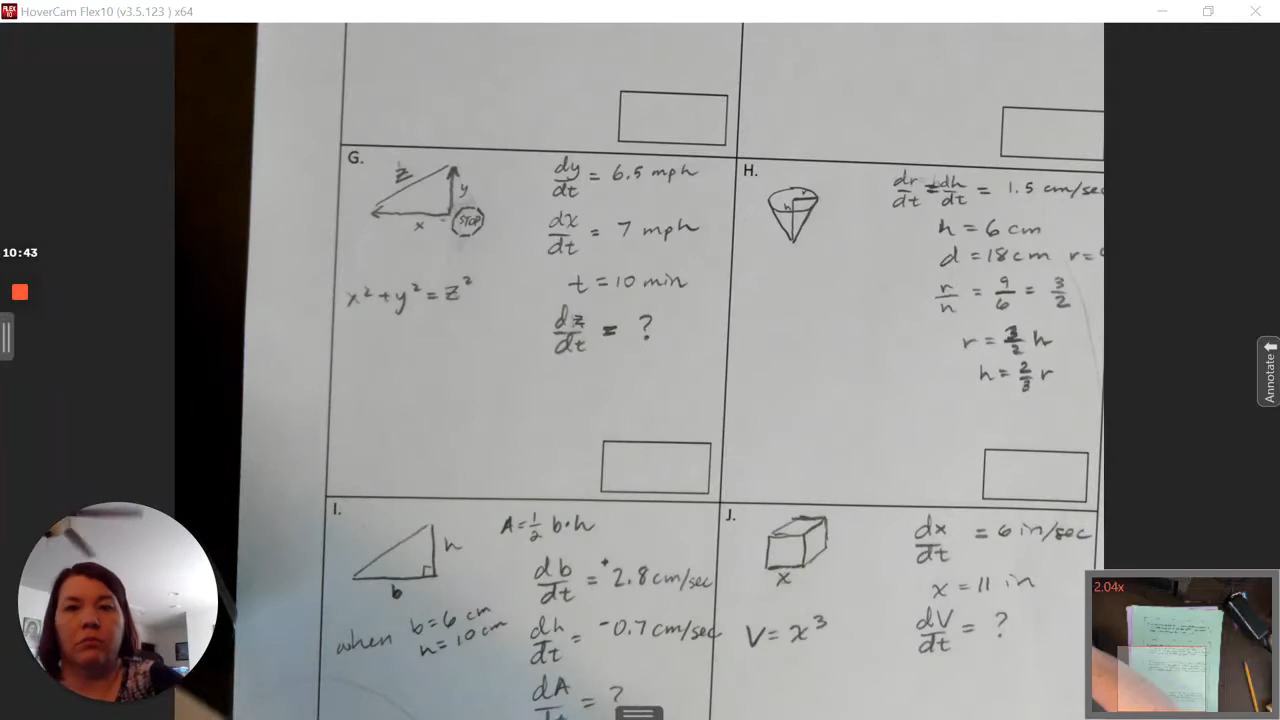 HoverCam Flex10 (v3.5.123 ) x64
FLEX 10
10:43
Annotate
2.04x
G.
z
y
x
STOP
dy/dt = 6.5 mph
dx/dt = 7 mph
t = 10 min
x² + y² = z²
dz/dt = ?
H.
r
h
dr/dt = dh/dt = 1.5 cm/sec
h = 6 cm
d = 18 cm r =
r/h = 9/6 = 3/2
r = 3/2 h
h = 2/3 r
I.
h
b
A = 1/2 b·h
db/dt = +2.8 cm/sec
when b = 6 cm
h = 10 cm
dh/dt = -0.7 cm/sec
dA/dt = ?
J.
x
dx/dt = 6 in/sec
x = 11 in
V = x³
dV/dt = ?